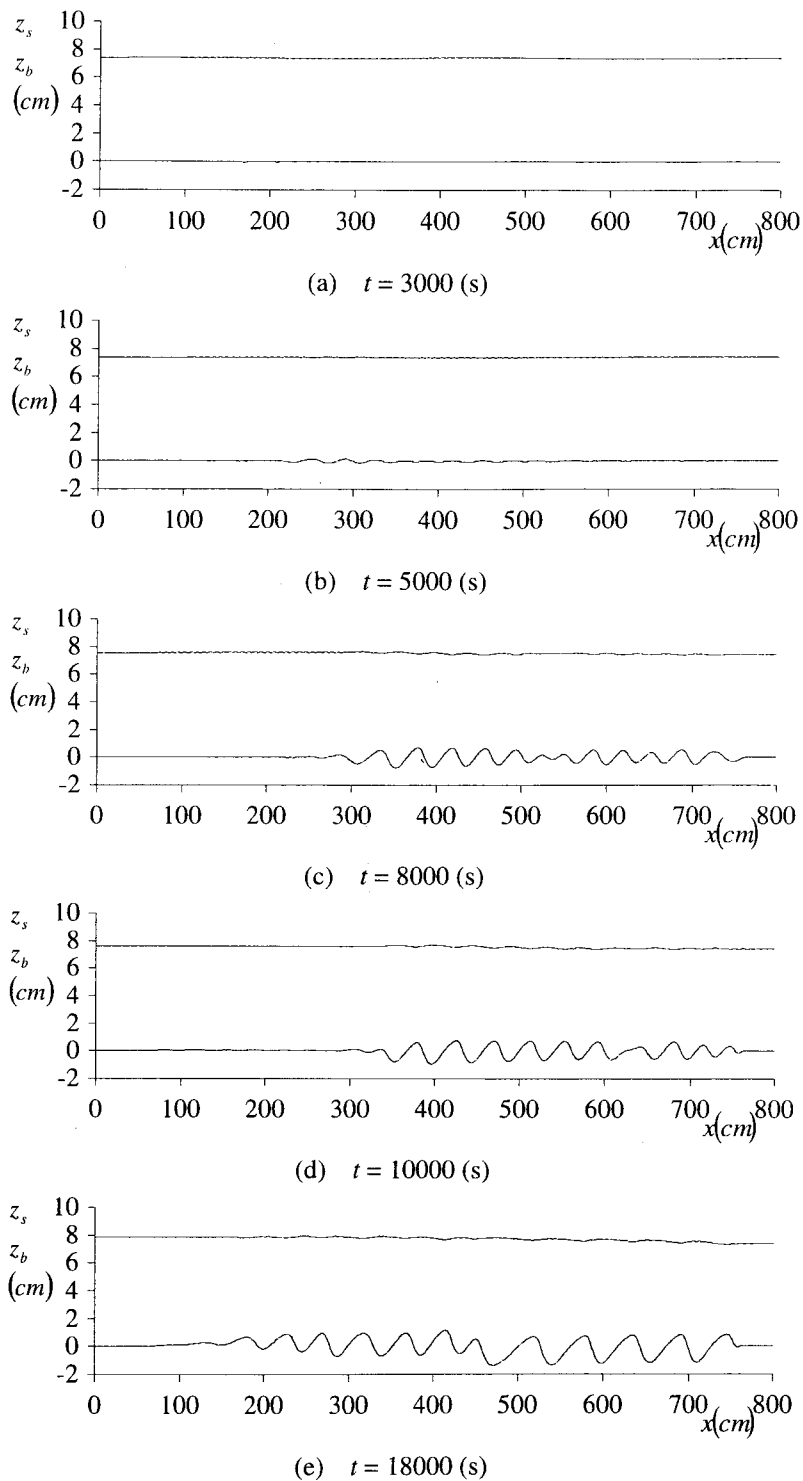 z_s 10
8
z_b 6
(cm) 4
2
0
-2
0 100 200 300 400 500 600 700 800
x(cm)
(a) t = 3000 (s)
z_s 10
8
z_b 6
(cm) 4
2
0
-2
0 100 200 300 400 500 600 700 800
x(cm)
(b) t = 5000 (s)
z_s 10
8
z_b 6
(cm) 4
2
0
-2
0 100 200 300 400 500 600 700 800
x(cm)
(c) t = 8000 (s)
z_s 10
8
z_b 6
(cm) 4
2
0
-2
0 100 200 300 400 500 600 700 800
x(cm)
(d) t = 10000 (s)
z_s 10
8
z_b 6
(cm) 4
2
0
-2
0 100 200 300 400 500 600 700 800
x(cm)
(e) t = 18000 (s)